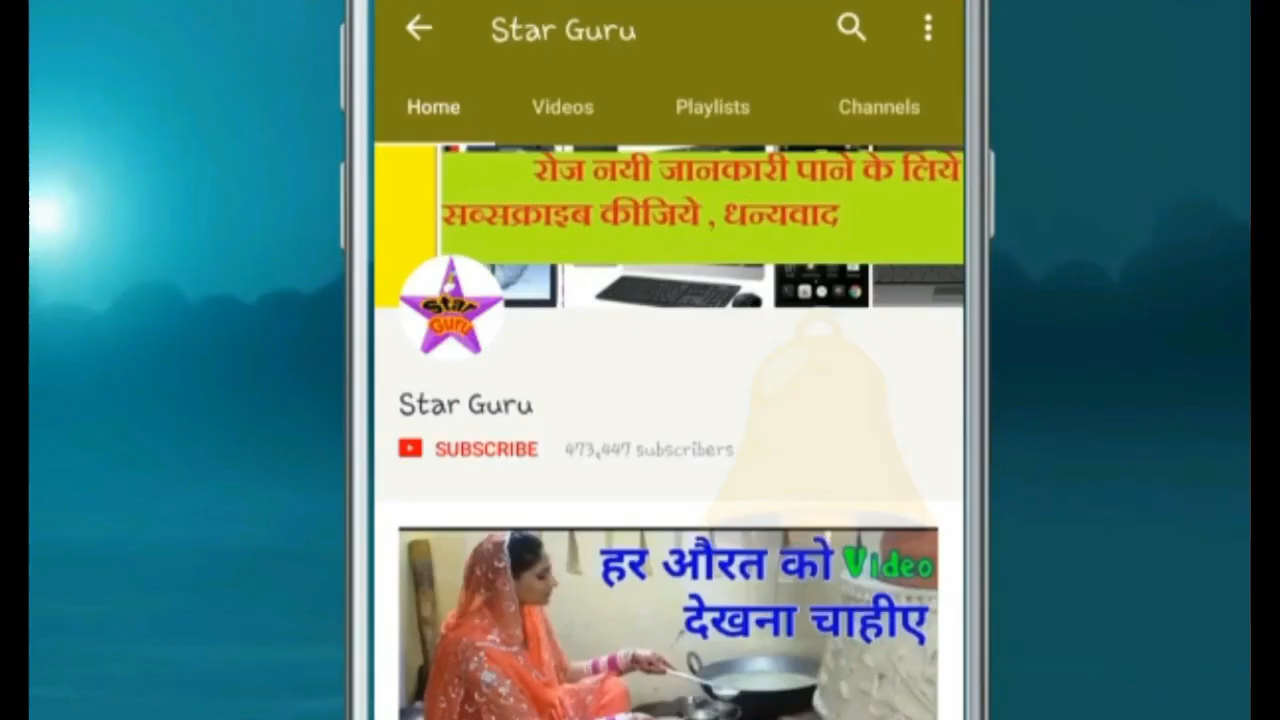 Star Guru
Home Videos Playlists Channels
रोज नयी जानकारी पाने के लिये
सब्सक्राइब कीजिये , धन्यवाद
Star
Guru
Star Guru
SUBSCRIBE 473,447 subscribers
हर औरत को Video
देखना चाहीए